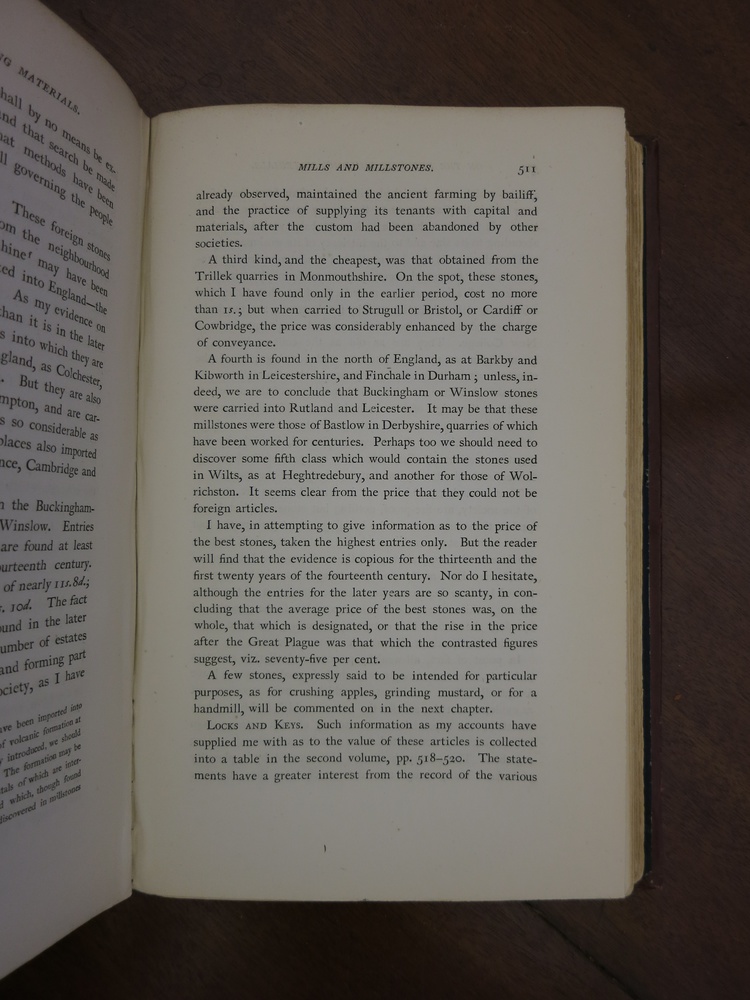 NG MATERIALS.
hall by no means be ex-
nd that search be made
at methods have been
ll governing the people
These foreign stones
om the neighbourhood
hine may have been
ed into England—the
As my evidence on
han it is in the later
s into which they are
gland, as Colchester,
. But they are also
mpton, and are car-
s so considerable as
places also imported
nce, Cambridge and
n the Buckingham-
Winslow. Entries
are found at least
ourteenth century.
of nearly 11s. 8d.;
. 10d. The fact
und in the later
umber of estates
and forming part
ociety, as I have
ave been imported into
of volcanic formation at
y introduced, we should
The formation may be
tals of which are inter-
d which, though found
discovered in millstones
MILLS AND MILLSTONES. 511
already observed, maintained the ancient farming by bailiff,
and the practice of supplying its tenants with capital and
materials, after the custom had been abandoned by other
societies.
A third kind, and the cheapest, was that obtained from the
Trillek quarries in Monmouthshire. On the spot, these stones,
which I have found only in the earlier period, cost no more
than 1s.; but when carried to Strugull or Bristol, or Cardiff or
Cowbridge, the price was considerably enhanced by the charge
of conveyance.
A fourth is found in the north of England, as at Barkby and
Kibworth in Leicestershire, and Finchale in Durham; unless, in-
deed, we are to conclude that Buckingham or Winslow stones
were carried into Rutland and Leicester. It may be that these
millstones were those of Bastlow in Derbyshire, quarries of which
have been worked for centuries. Perhaps too we should need to
discover some fifth class which would contain the stones used
in Wilts, as at Heghtredebury, and another for those of Wol-
richston. It seems clear from the price that they could not be
foreign articles.
I have, in attempting to give information as to the price of
the best stones, taken the highest entries only. But the reader
will find that the evidence is copious for the thirteenth and the
first twenty years of the fourteenth century. Nor do I hesitate,
although the entries for the later years are so scanty, in con-
cluding that the average price of the best stones was, on the
whole, that which is designated, or that the rise in the price
after the Great Plague was that which the contrasted figures
suggest, viz. seventy-five per cent.
A few stones, expressly said to be intended for particular
purposes, as for crushing apples, grinding mustard, or for a
handmill, will be commented on in the next chapter.
LOCKS AND KEYS. Such information as my accounts have
supplied me with as to the value of these articles is collected
into a table in the second volume, pp. 518–520. The state-
ments have a greater interest from the record of the various